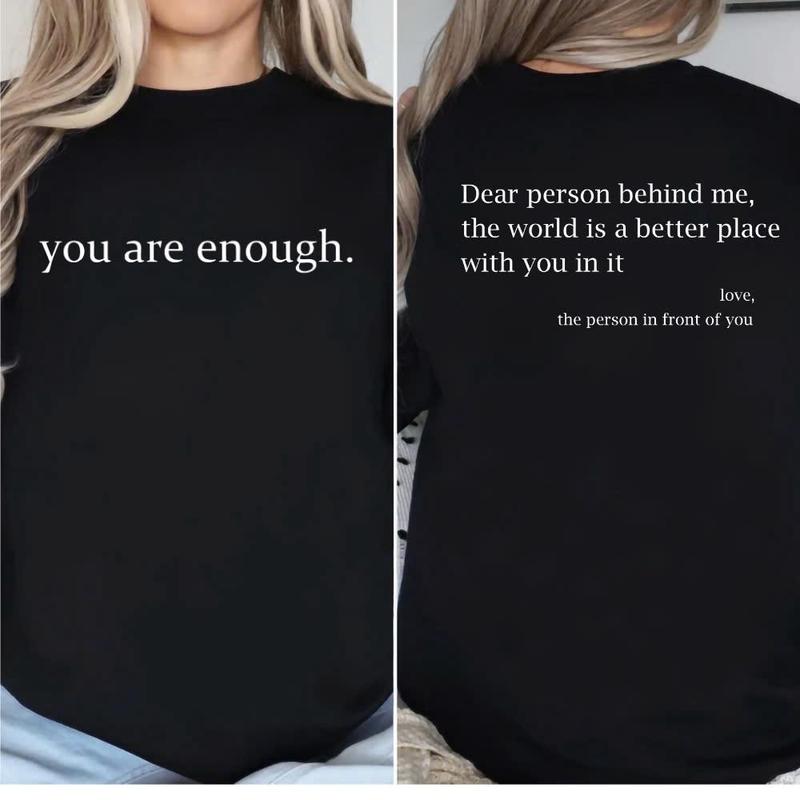 you are enough.
Dear person behind me,
the world is a better place
with you in it
love,
the person in front of you